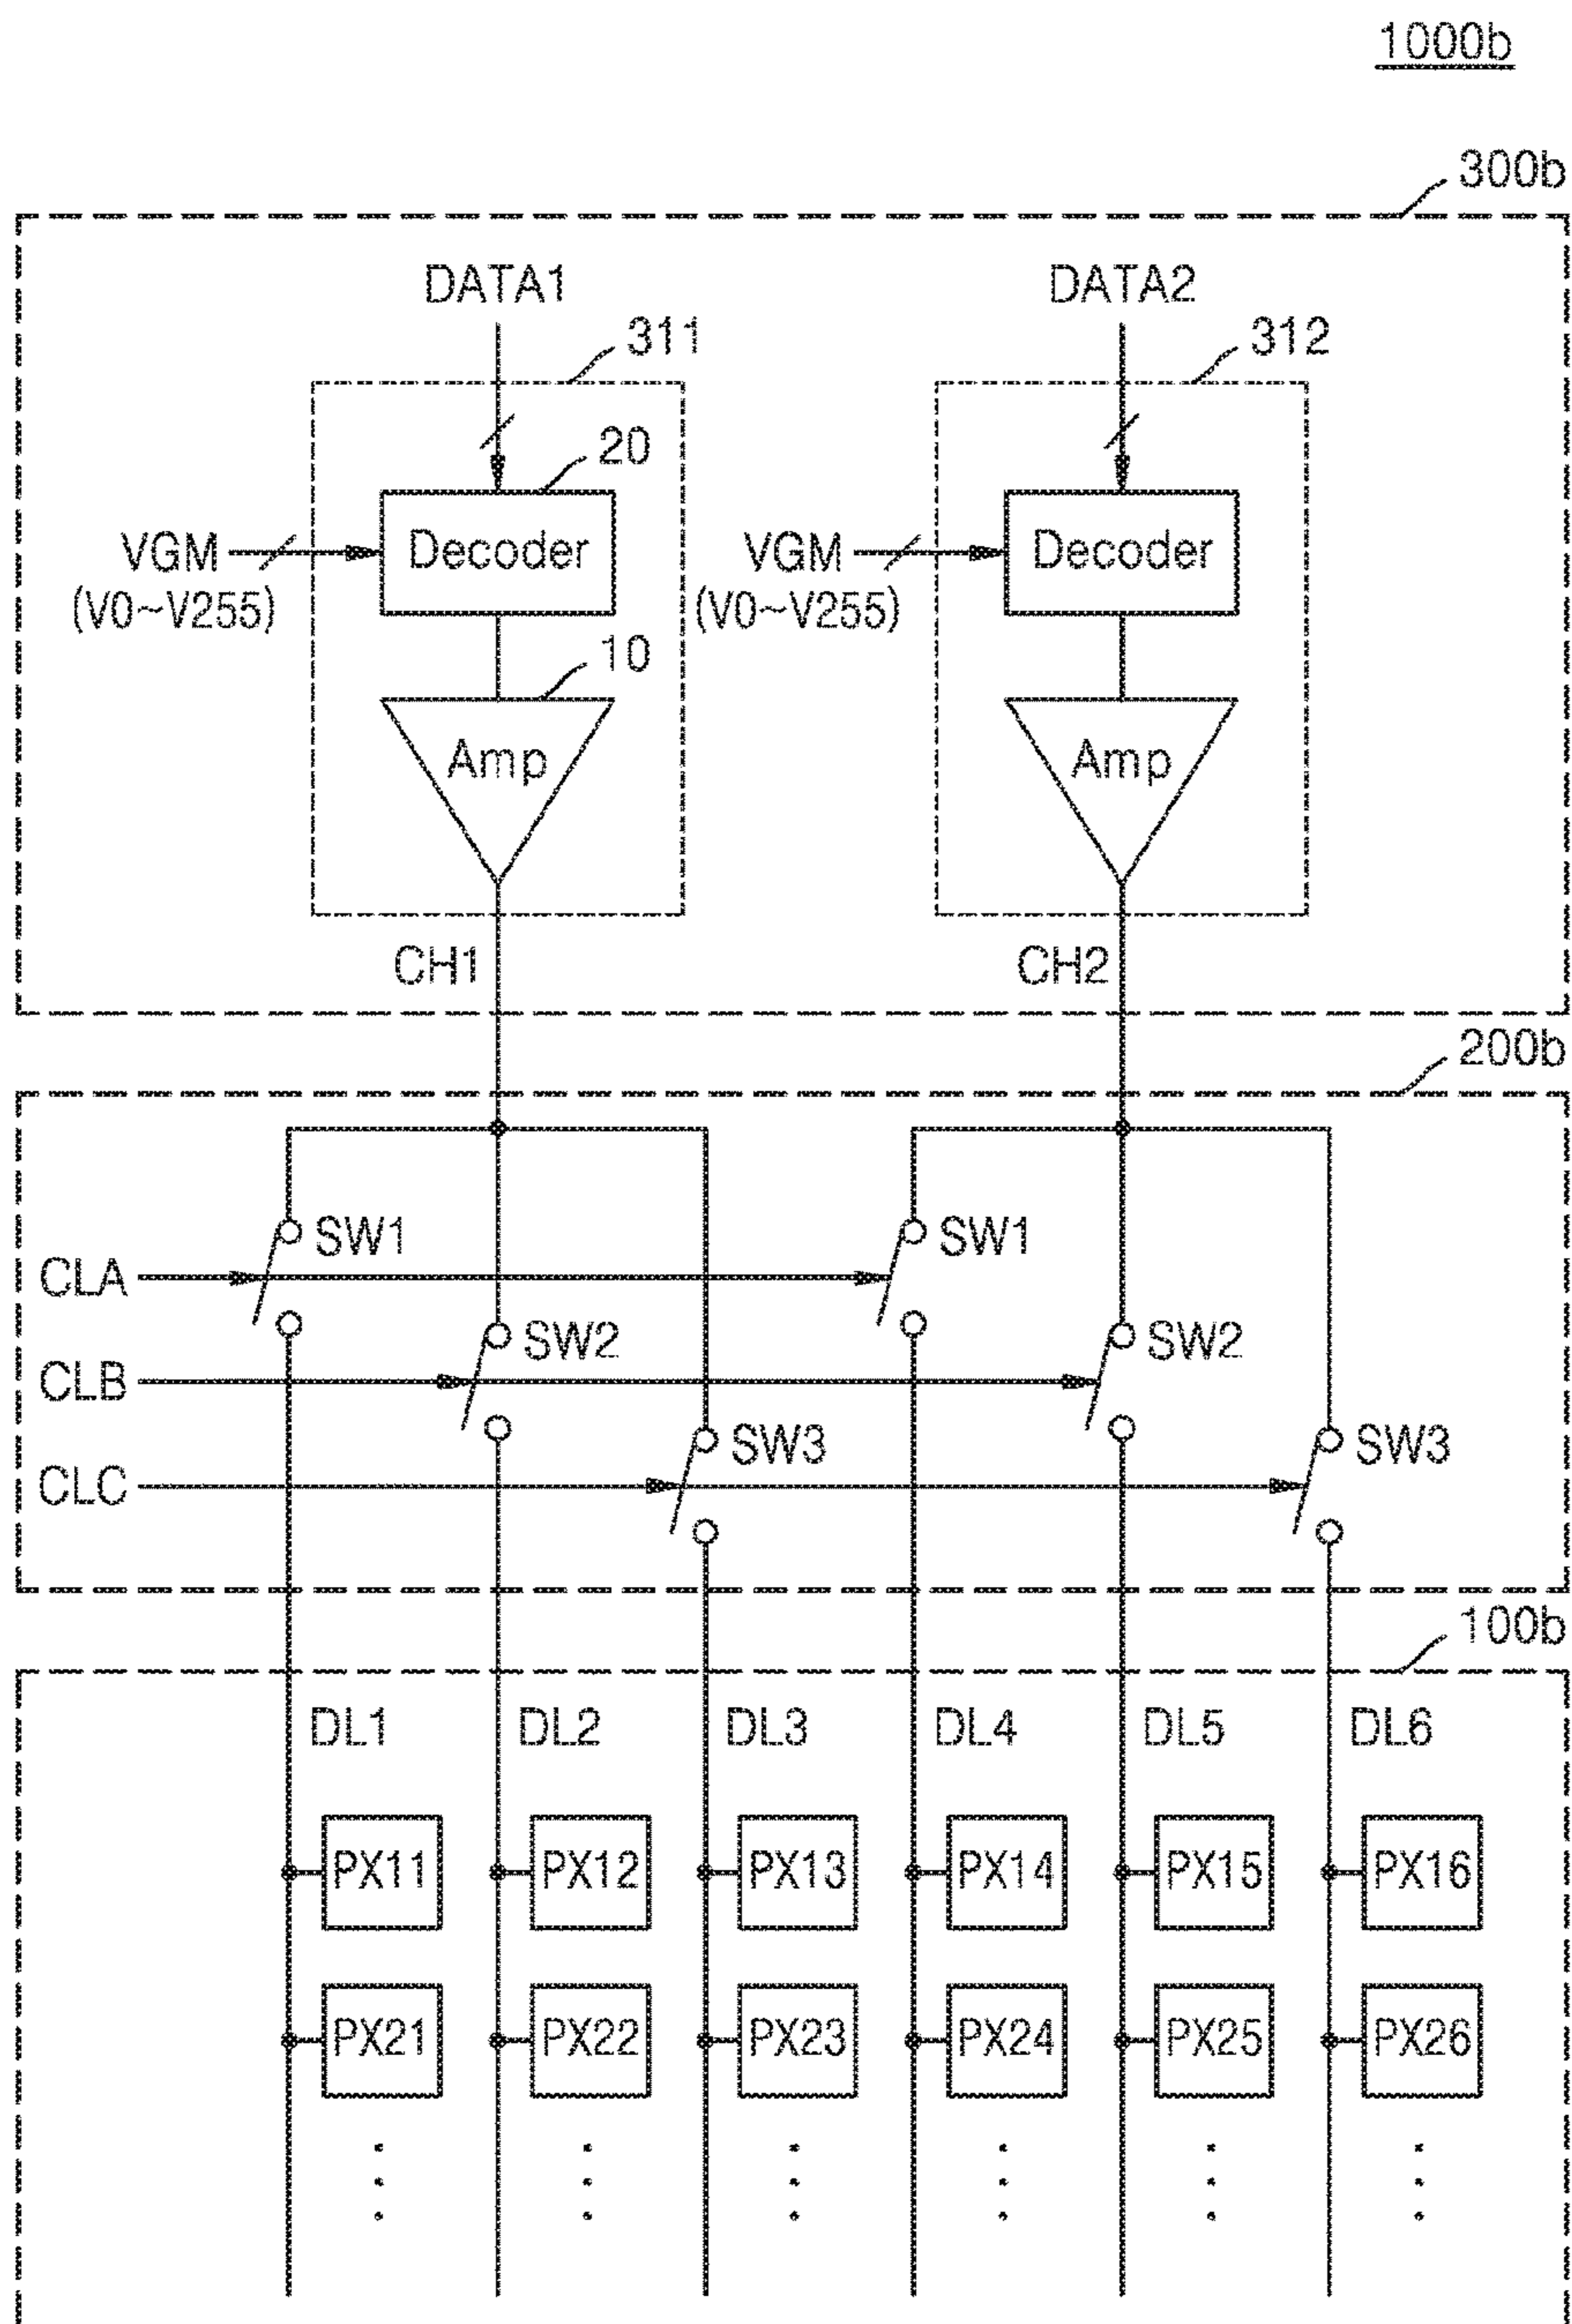 1000b
300b
DATA1 DATA2
311 312
20
VGM Decoder VGM Decoder
(V0~V255) (V0~V255)
10
Amp Amp
CH1 CH2
200b
SW1 SW1
CLA
SW2 SW2
CLB
SW3 SW3
CLC
100b
DL1 DL2 DL3 DL4 DL5 DL6
PX11 PX12 PX13 PX14 PX15 PX16
PX21 PX22 PX23 PX24 PX25 PX26